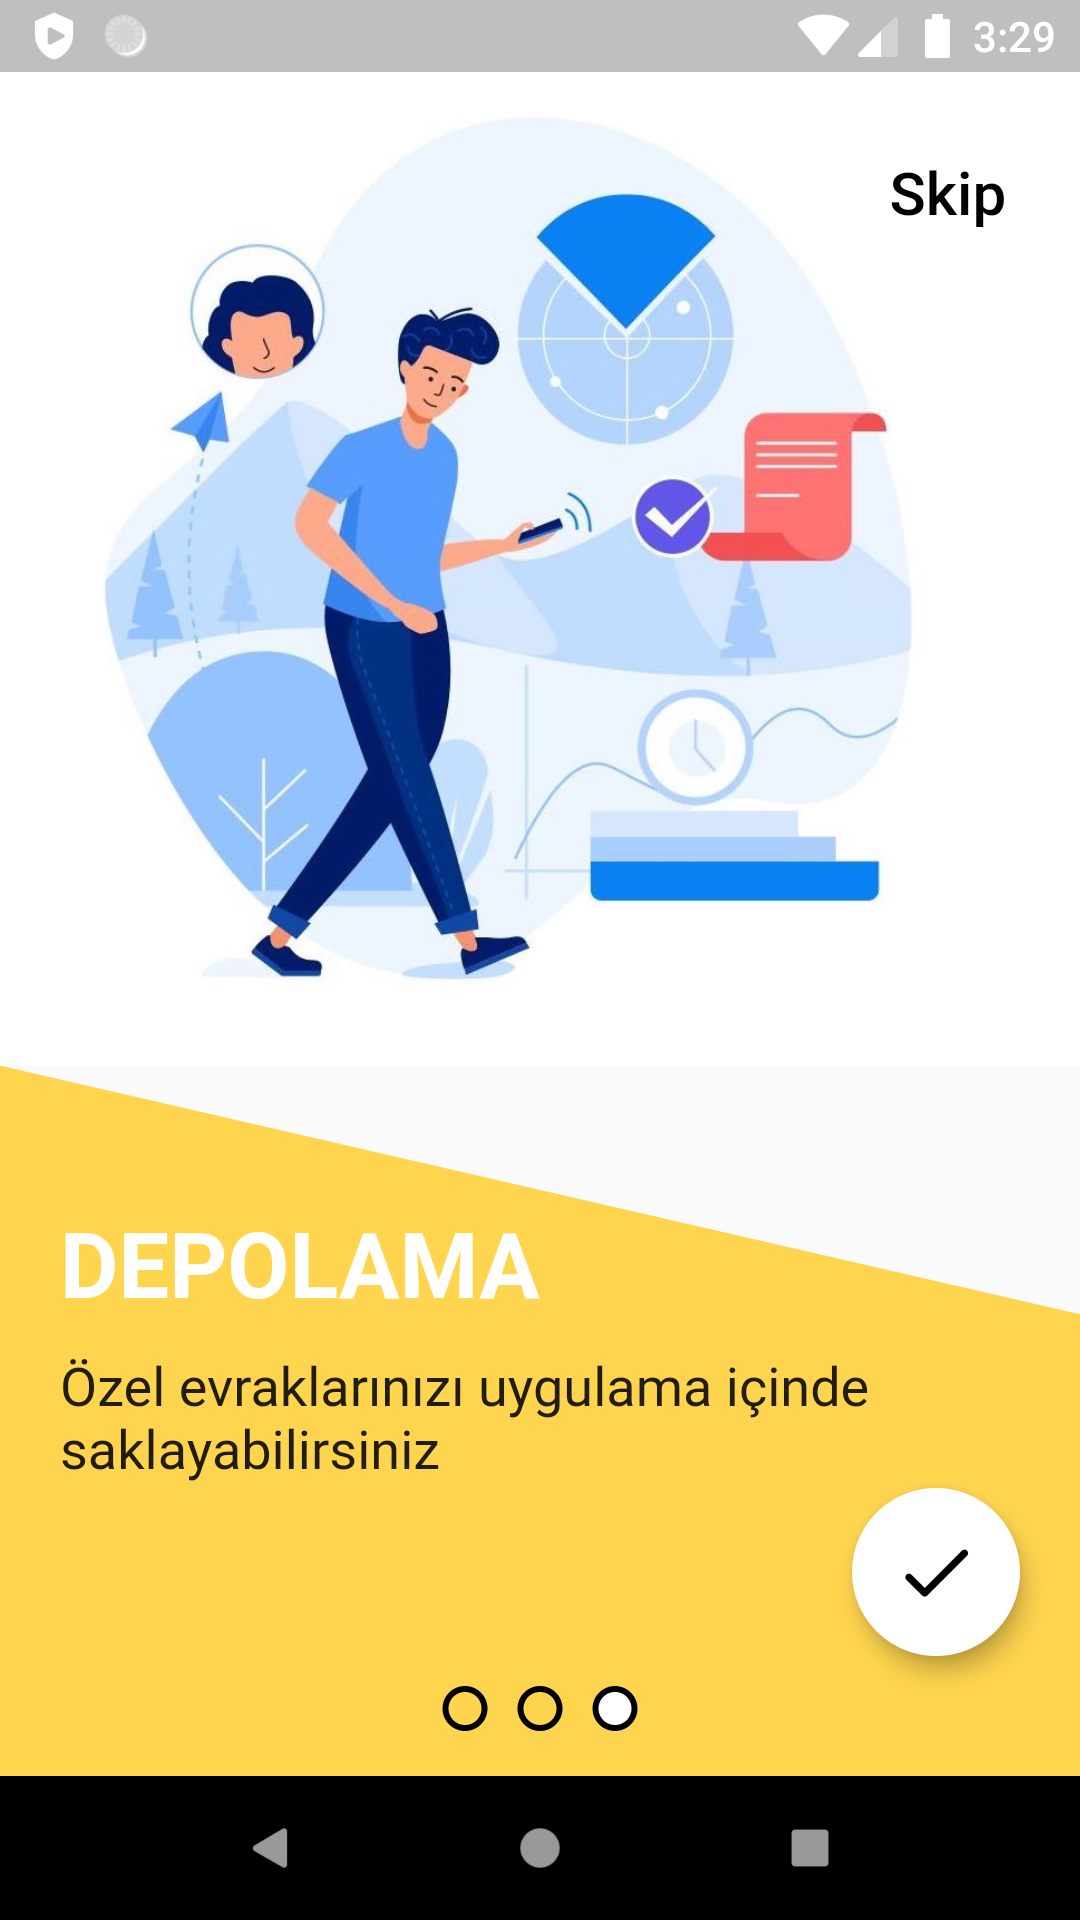 3:29
Skip
DEPOLAMA
Özel evraklarınızı uygulama içinde
saklayabilirsiniz